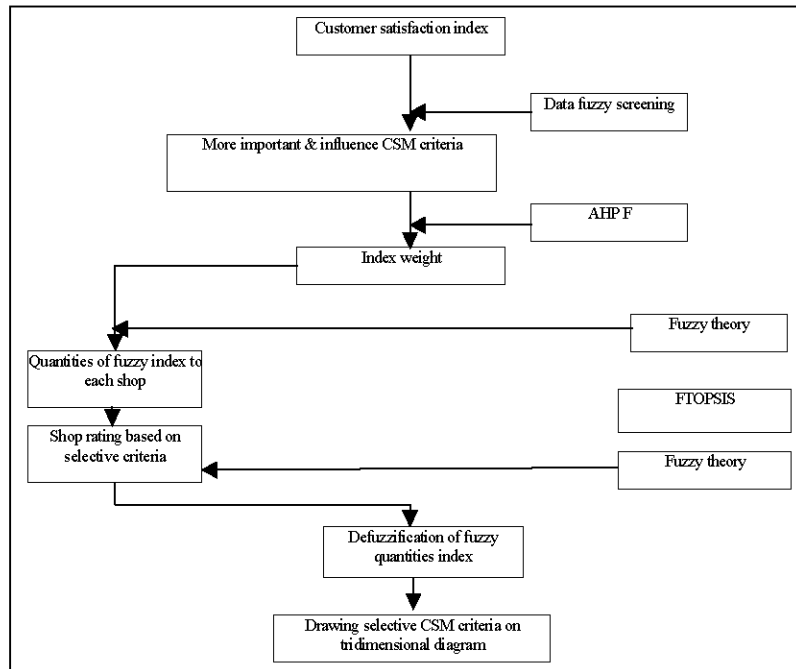 Customer satisfaction index
Data fuzzy screening
More important & influence CSM criteria
AHP F
Index weight
Fuzzy theory
Quantities of fuzzy index to
each shop
FTOPSIS
Shop rating based on
selective criteria
Fuzzy theory
Defuzzification of fuzzy
quantities index
Drawing selective CSM criteria on
tridimensional diagram